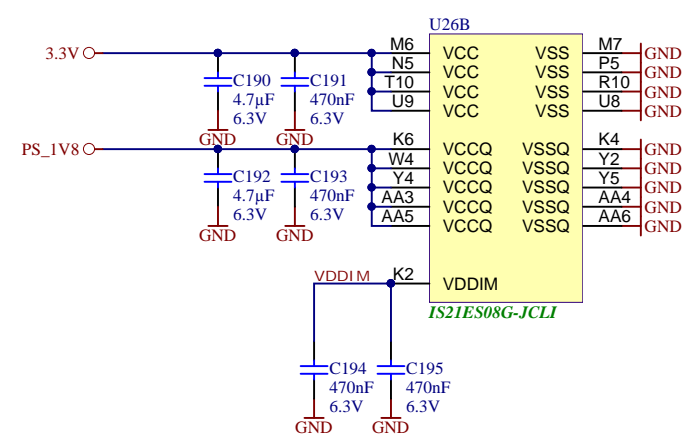 U26B
3.3V
M6 VCC VSS M7 GND
N5 VCC VSS P5 GND
T10 VCC VSS R10 GND
U9 VCC VSS U8 GND
C190 C191
4.7µF 470nF
6.3V 6.3V
GND GND
PS_1V8
K6 VCCQ VSSQ K4 GND
W4 VCCQ VSSQ Y2 GND
Y4 VCCQ VSSQ Y5 GND
AA3 VCCQ VSSQ AA4 GND
AA5 VCCQ VSSQ AA6 GND
C192 C193
4.7µF 470nF
6.3V 6.3V
GND GND
VDDIM K2 VDDIM
IS21ES08G-JCLI
C194 C195
470nF 470nF
6.3V 6.3V
GND GND